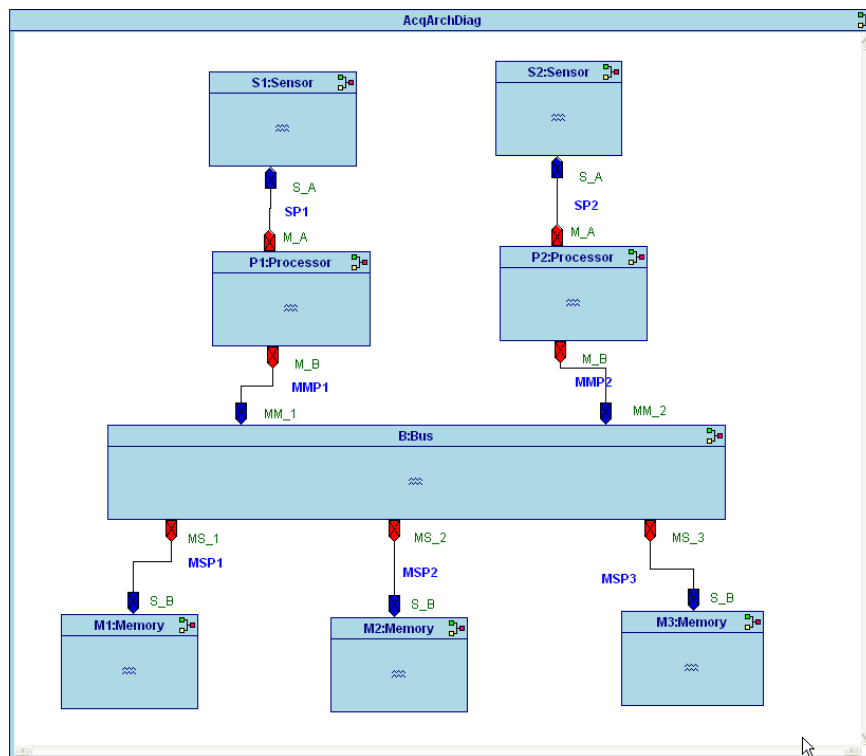 AcqArchDiag
S1:Sensor
S2:Sensor
S_A
S_A
SP1
SP2
M_A
M_A
P1:Processor
P2:Processor
M_B
M_B
MMP1
MMP2
MM_1
MM_2
B:Bus
MS_1
MS_2
MS_3
MSP1
MSP2
MSP3
S_B
S_B
S_B
M1:Memory
M2:Memory
M3:Memory